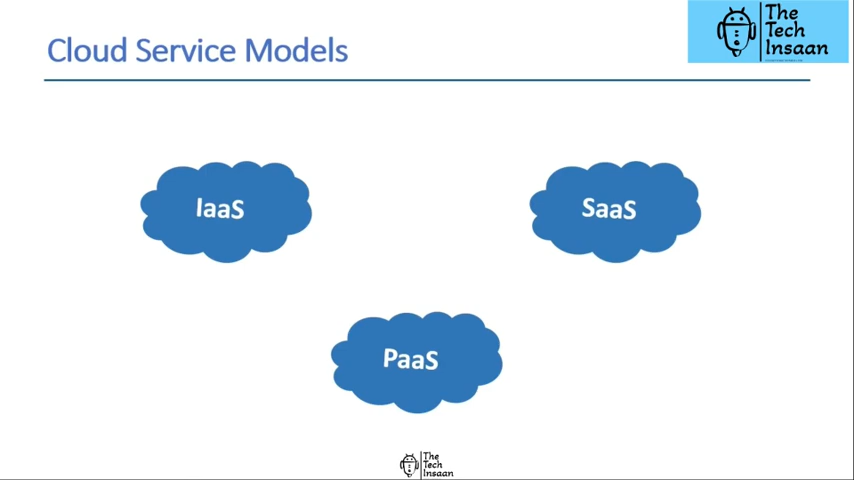 Cloud Service Models
The
Tech
Insaan
IaaS
SaaS
PaaS
The
Tech
Insaan